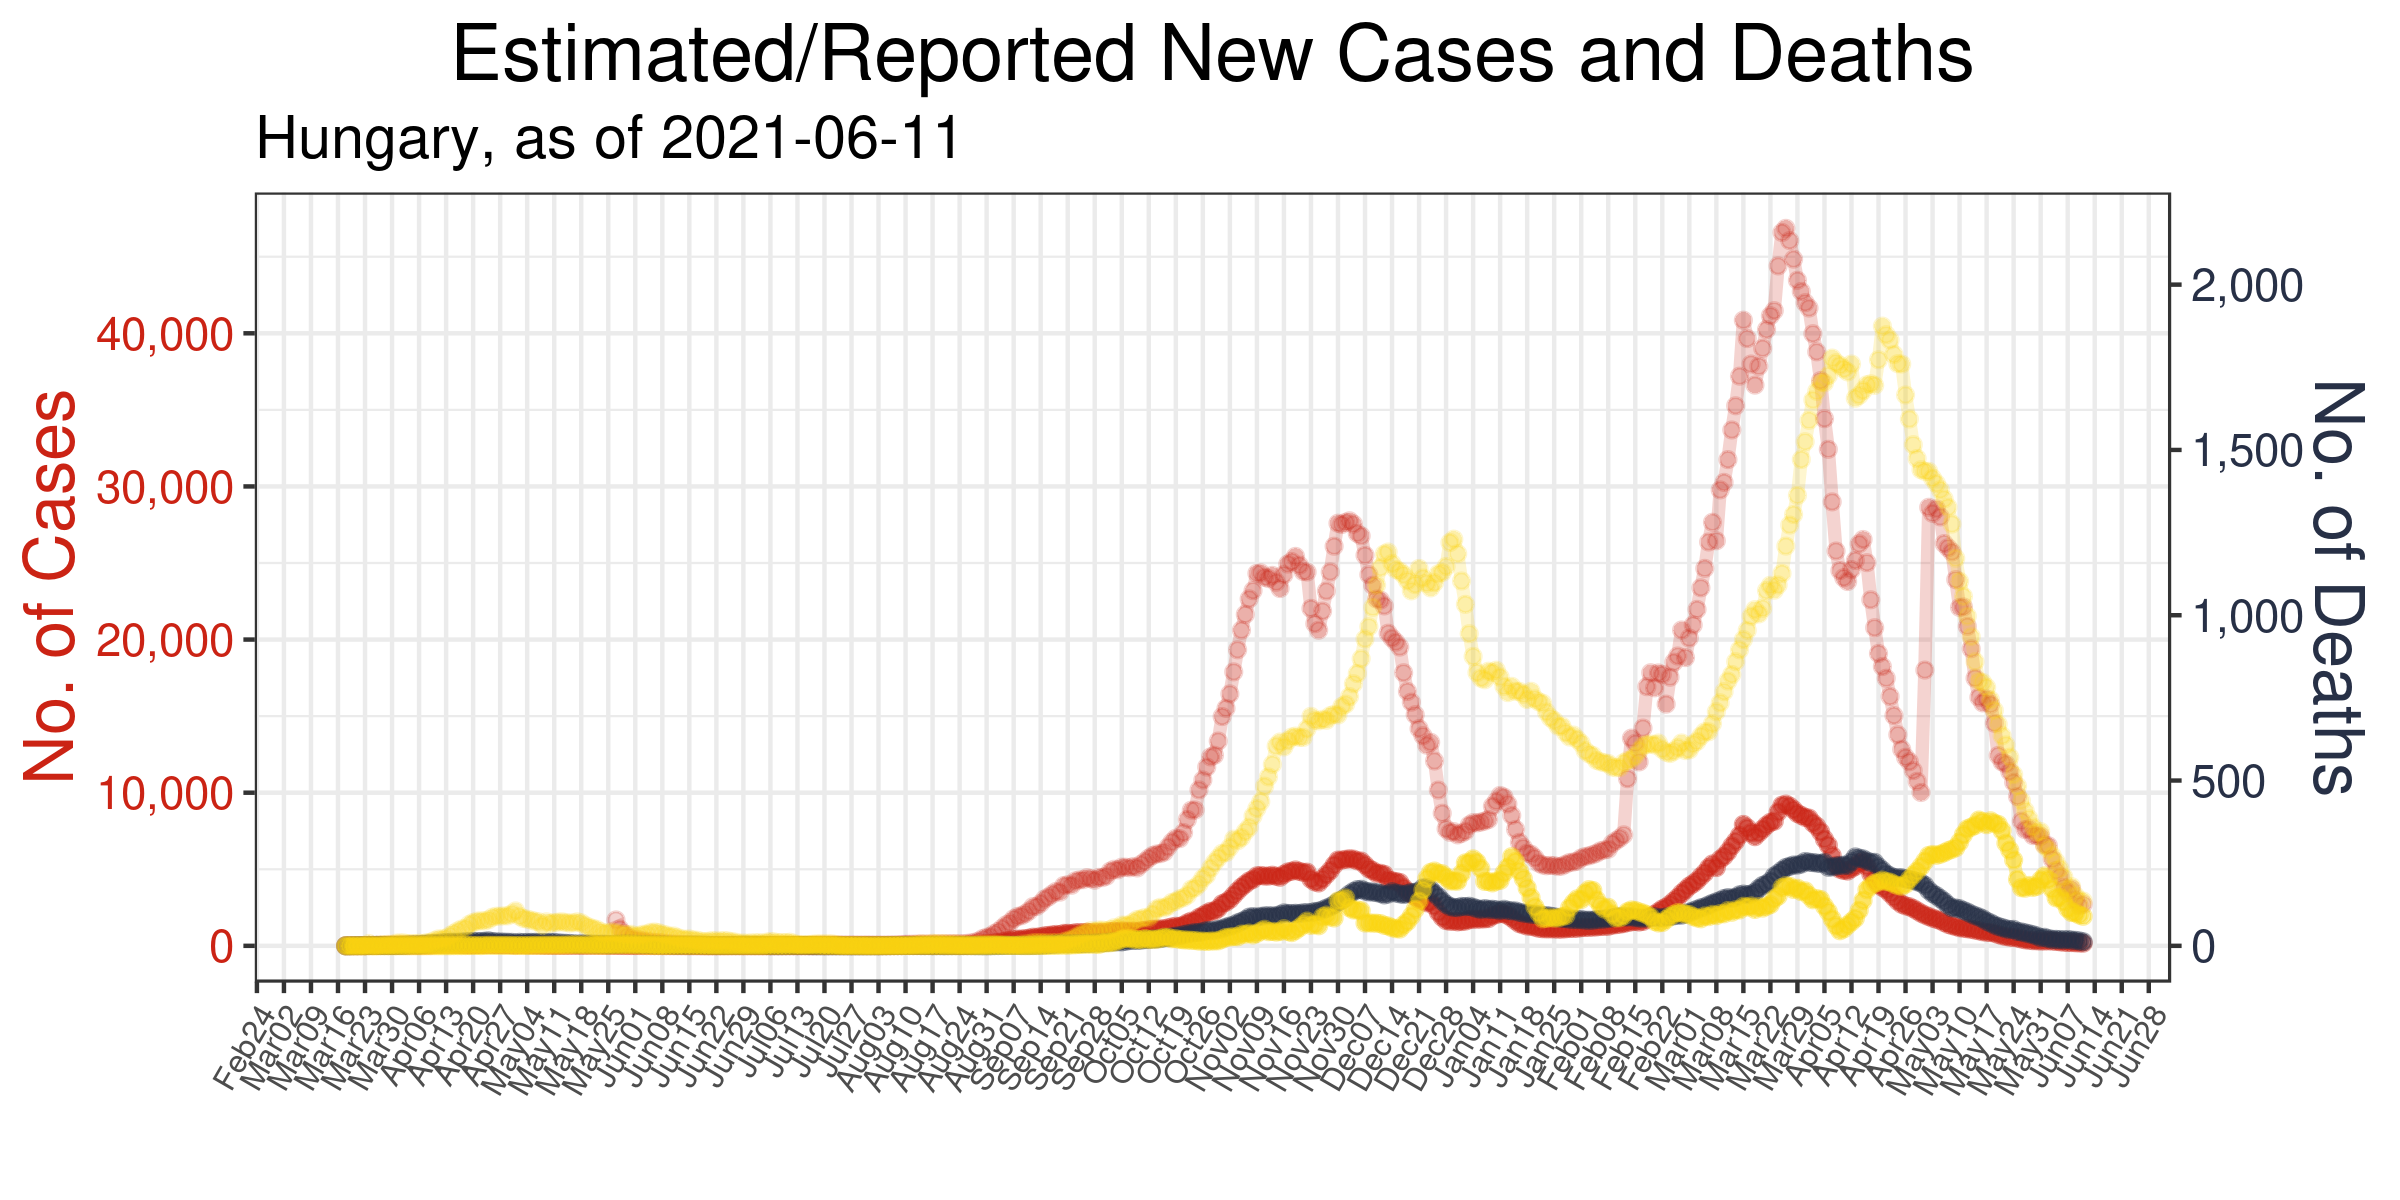 Estimated/Reported New Cases and Deaths
Hungary, as of 2021-06-11
No. of Cases
40,000
30,000
20,000
10,000
0
2,000
1,500
1,000
500
0
No. of Deaths
Feb24
Mar02
Mar09
Mar16
Mar23
Mar30
Apr06
Apr13
Apr20
Apr27
May04
May11
May18
May25
Jun01
Jun08
Jun15
Jun22
Jun29
Jul06
Jul13
Jul20
Jul27
Aug03
Aug10
Aug17
Aug24
Aug31
Sep07
Sep14
Sep21
Sep28
Oct05
Oct12
Oct19
Oct26
Nov02
Nov09
Nov16
Nov23
Nov30
Dec07
Dec14
Dec21
Dec28
Jan04
Jan11
Jan18
Jan25
Feb01
Feb08
Feb15
Feb22
Mar01
Mar08
Mar15
Mar22
Mar29
Apr05
Apr12
Apr19
Apr26
May03
May10
May17
May24
May31
Jun07
Jun14
Jun21
Jun28